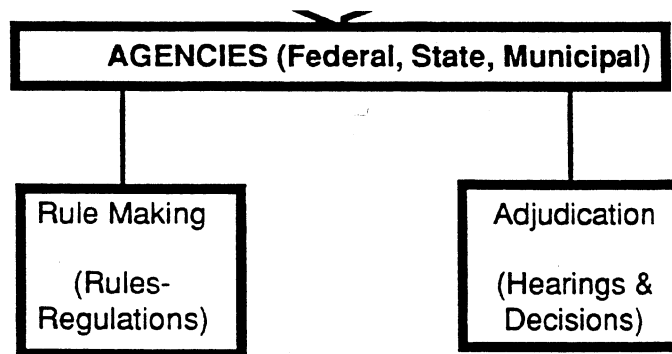 AGENCIES (Federal, State, Municipal)
Rule Making
(Rules-
Regulations)
Adjudication
(Hearings &
Decisions)